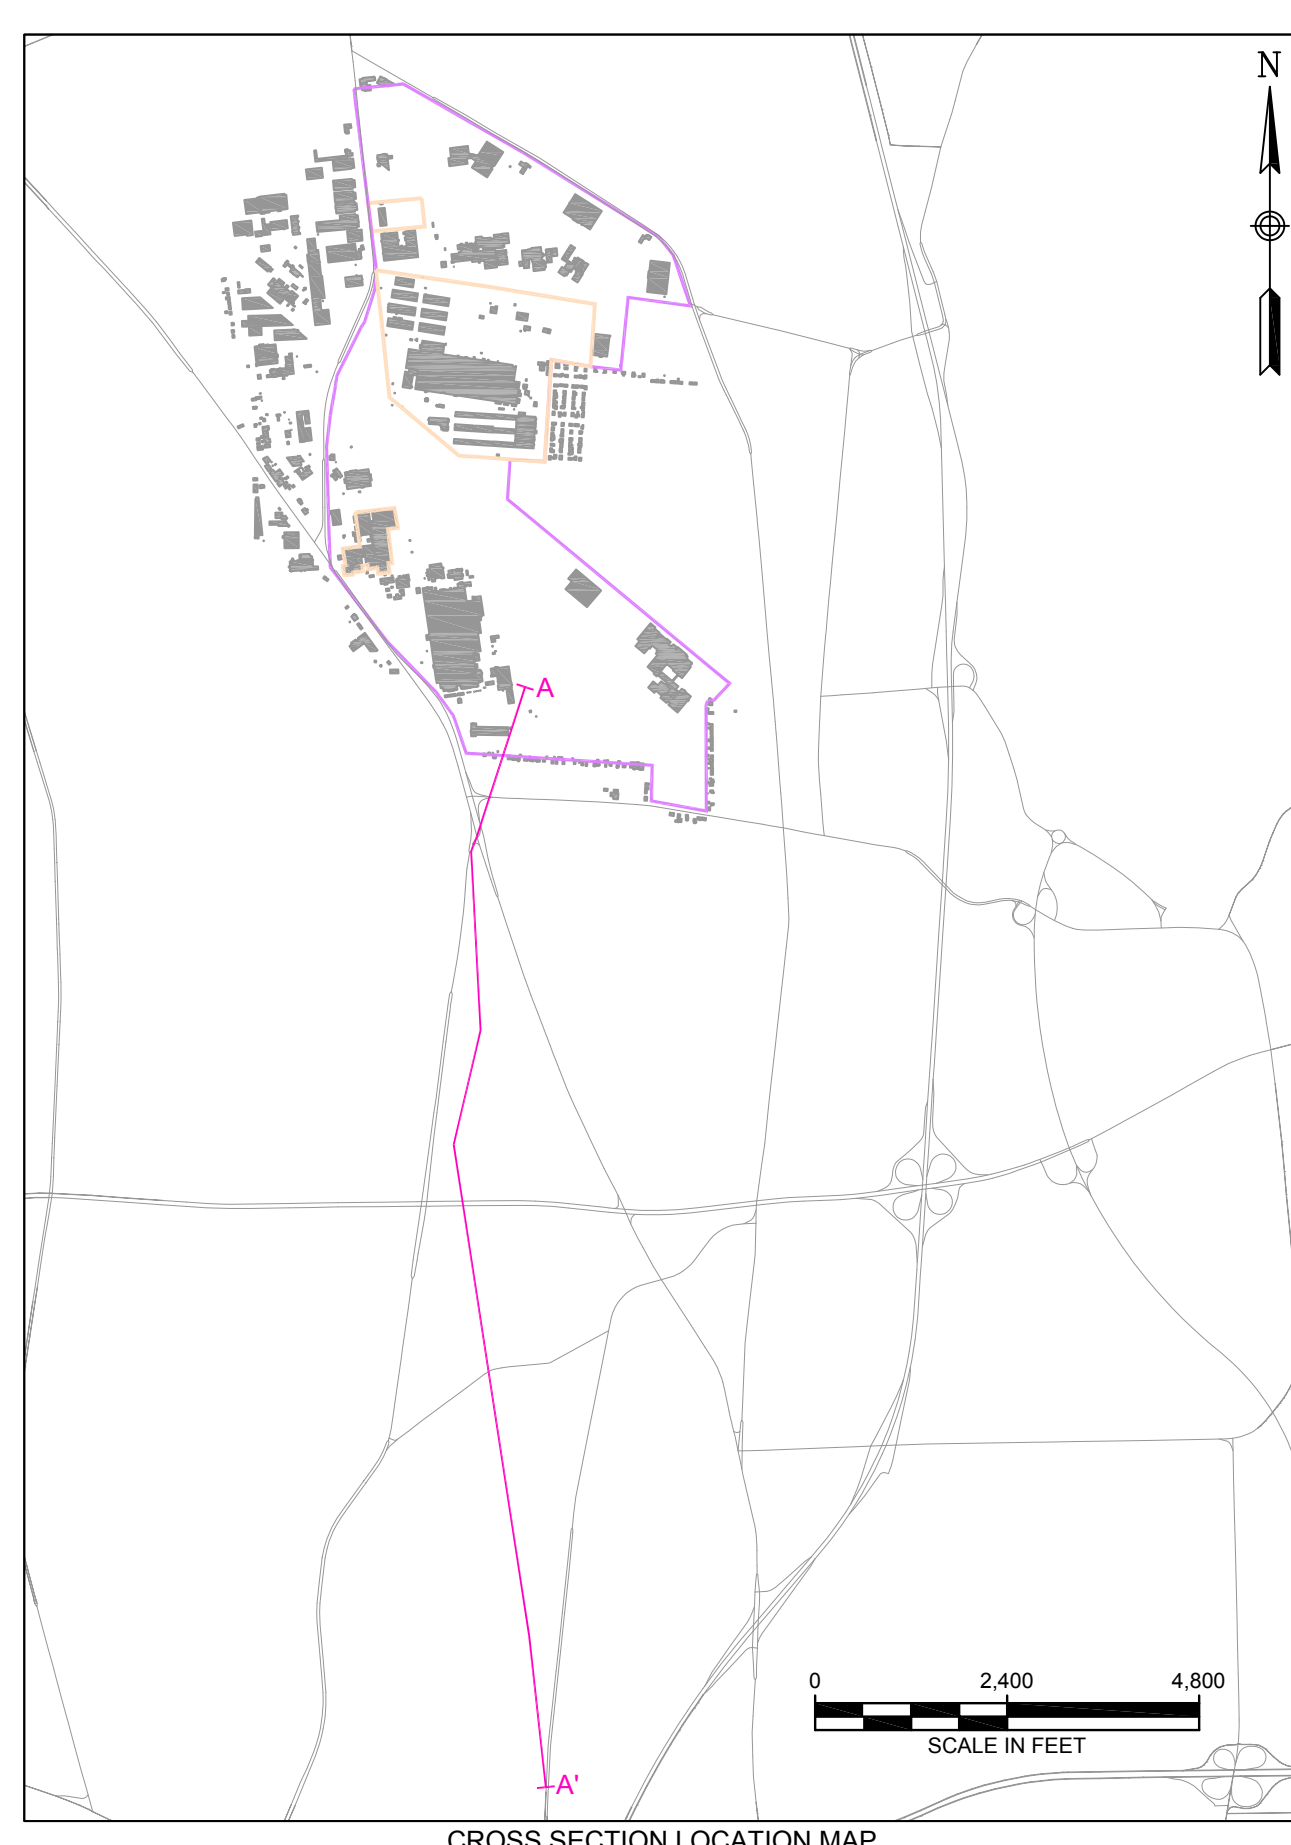 N
A
0 2,400 4,800
SCALE IN FEET
A'
CROSS SECTION LOCATION MAP